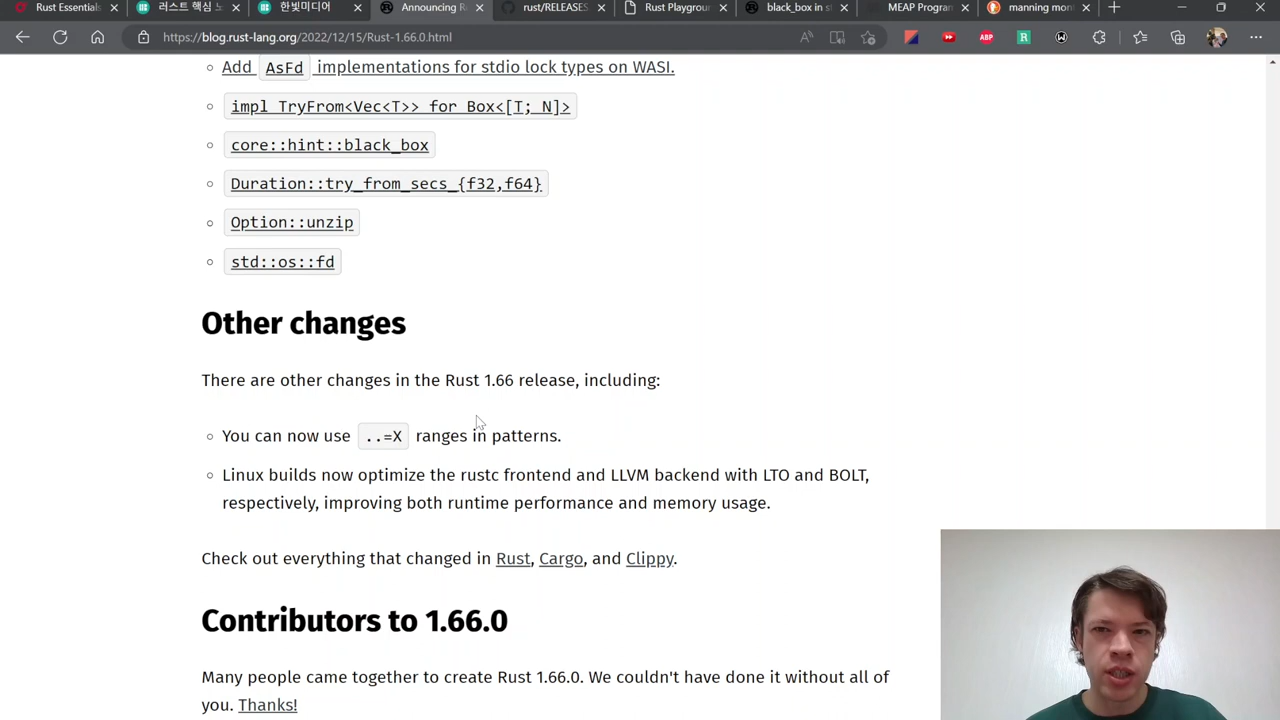 Rust Essentials
러스트 핵심 노
한빛미디어
Announcing R
rust/RELEASES
Rust Playgroun
black_box in st
MEAP Program
manning mont
https://blog.rust-lang.org/2022/12/15/Rust-1.66.0.html
Add AsFd implementations for stdio lock types on WASI.
impl TryFrom<Vec<T>> for Box<[T; N]>
core::hint::black_box
Duration::try_from_secs_{f32,f64}
Option::unzip
std::os::fd
Other changes
There are other changes in the Rust 1.66 release, including:
You can now use ..=X ranges in patterns.
Linux builds now optimize the rustc frontend and LLVM backend with LTO and BOLT,
respectively, improving both runtime performance and memory usage.
Check out everything that changed in Rust, Cargo, and Clippy.
Contributors to 1.66.0
Many people came together to create Rust 1.66.0. We couldn't have done it without all of
you. Thanks!